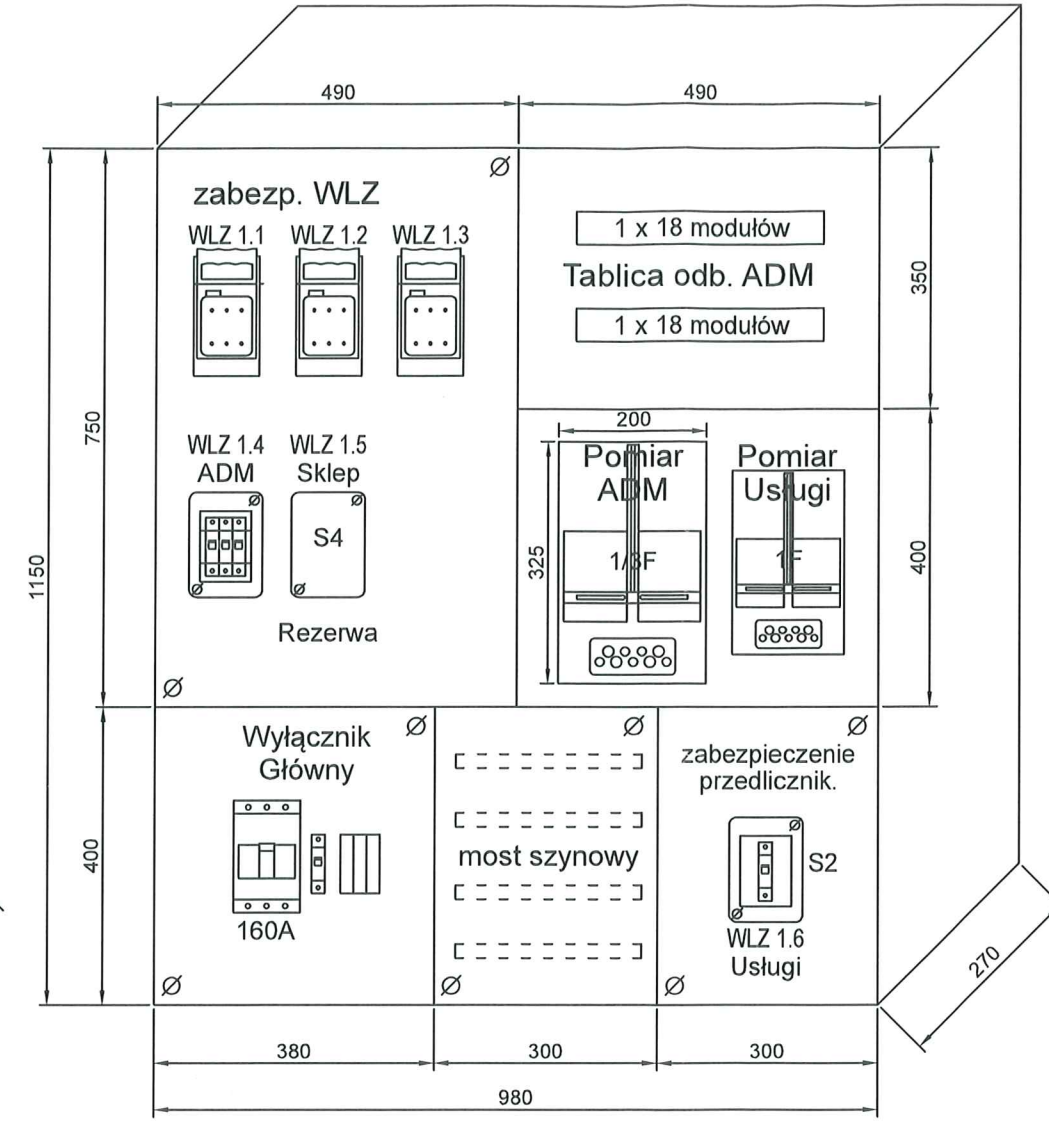 490
490
zabezp. WLZ
WLZ 1.1
WLZ 1.2
WLZ 1.3
1 x 18 modułów
Tablica odb. ADM
1 x 18 modułów
350
750
1150
WLZ 1.4
ADM
WLZ 1.5
Sklep
S4
Rezerwa
200
Pomiar
ADM
325
1/3F
Pomiar
Usługi
1F
400
Wyłącznik
Główny
160A
400
most szynowy
zabezpieczenie
przedlicznik.
S2
WLZ 1.6
Usługi
270
380
300
300
980